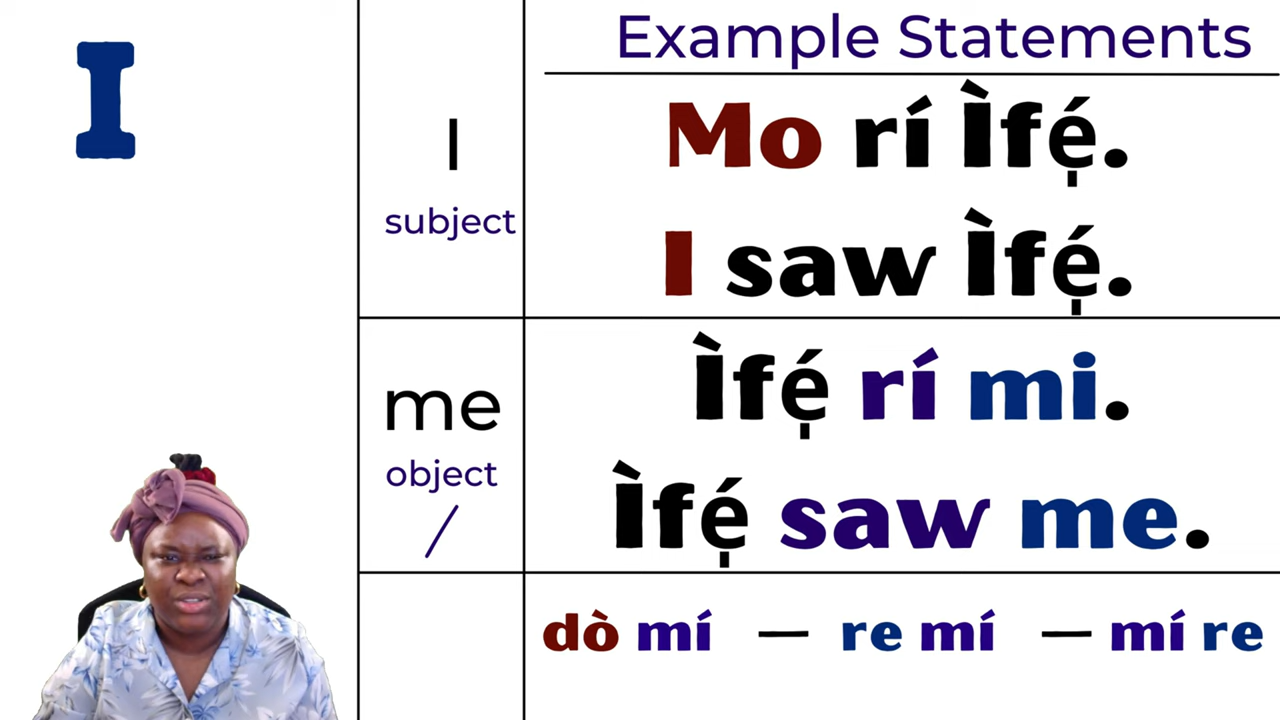 I
Example Statements
I
subject
Mo rí Ìfẹ́.
I saw Ìfẹ́.
me
object
/
Ìfẹ́ rí mi.
Ìfẹ́ saw me.
dò mí — re mí — mí re